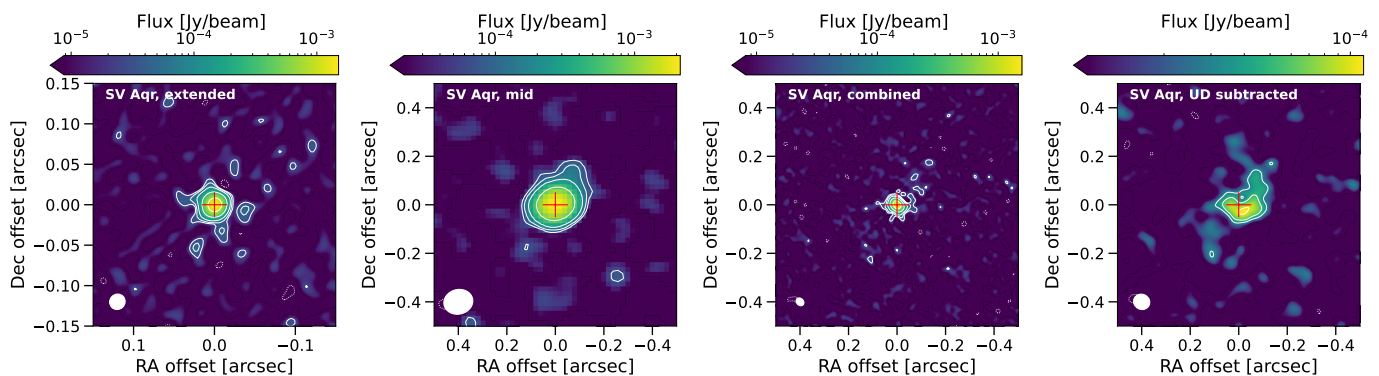 Flux [Jy/beam] Flux [Jy/beam] Flux [Jy/beam] Flux [Jy/beam]
10⁻⁵ 10⁻⁴ 10⁻³ 10⁻⁴ 10⁻³ 10⁻⁵ 10⁻⁴ 10⁻³ 10⁻⁴
SV Aqr, extended SV Aqr, mid SV Aqr, combined SV Aqr, UD subtracted
Dec offset [arcsec] Dec offset [arcsec] Dec offset [arcsec] Dec offset [arcsec]
0.15 0.4 0.4 0.4
0.10 0.2 0.2 0.2
0.05 0.0 0.0 0.0
0.00 −0.2 −0.2 −0.2
−0.05 −0.4 −0.4 −0.4
−0.10
−0.15
0.1 0.0 −0.1 0.4 0.2 0.0 −0.2 −0.4 0.4 0.2 0.0 −0.2 −0.4 0.4 0.2 0.0 −0.2 −0.4
RA offset [arcsec] RA offset [arcsec] RA offset [arcsec] RA offset [arcsec]